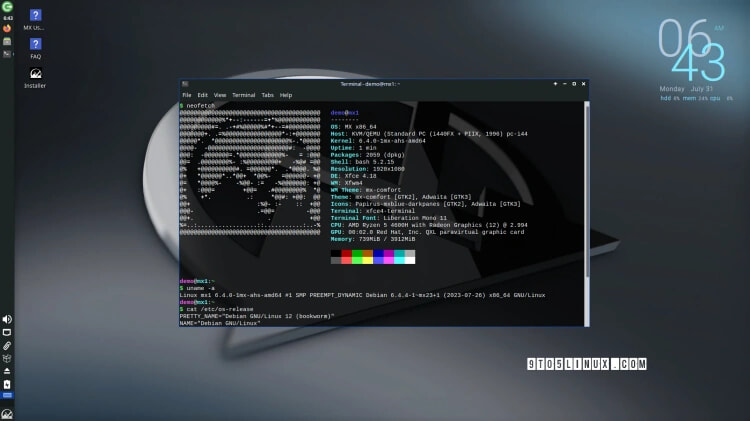 6:43
MX Us...
FAQ
Installer
06 AM
43
Monday July 31
hdd 0% mem 24% cpu 0%
Terminal - demo@mx1: ~
File Edit View Terminal Tabs Help
$ neofetch
demo@mx1
--------
OS: MX x86_64
Host: KVM/QEMU (Standard PC (i440FX + PIIX, 1996) pc-i44
Kernel: 6.4.0-1mx-ahs-amd64
Uptime: 1 min
Packages: 2059 (dpkg)
Shell: bash 5.2.15
Resolution: 1920x1080
DE: Xfce 4.18
WM: Xfwm4
WM Theme: mx-comfort
Theme: mx-comfort [GTK2], Adwaita [GTK3]
Icons: Papirus-mxblue-darkpanes [GTK2], Adwaita [GTK3]
Terminal: xfce4-terminal
Terminal Font: Liberation Mono 11
CPU: AMD Ryzen 5 4600H with Radeon Graphics (12) @ 2.994
GPU: 00:02.0 Red Hat, Inc. QXL paravirtual graphic card
Memory: 739MiB / 3912MiB
demo@mx1:~
$ uname -a
Linux mx1 6.4.0-1mx-ahs-amd64 #1 SMP PREEMPT_DYNAMIC Debian 6.4.4-1~mx23+1 (2023-07-26) x86_64 GNU/Linux
demo@mx1:~
$ cat /etc/os-release
PRETTY_NAME="Debian GNU/Linux 12 (bookworm)"
NAME="Debian GNU/Linux"
9TO5LINUX.COM